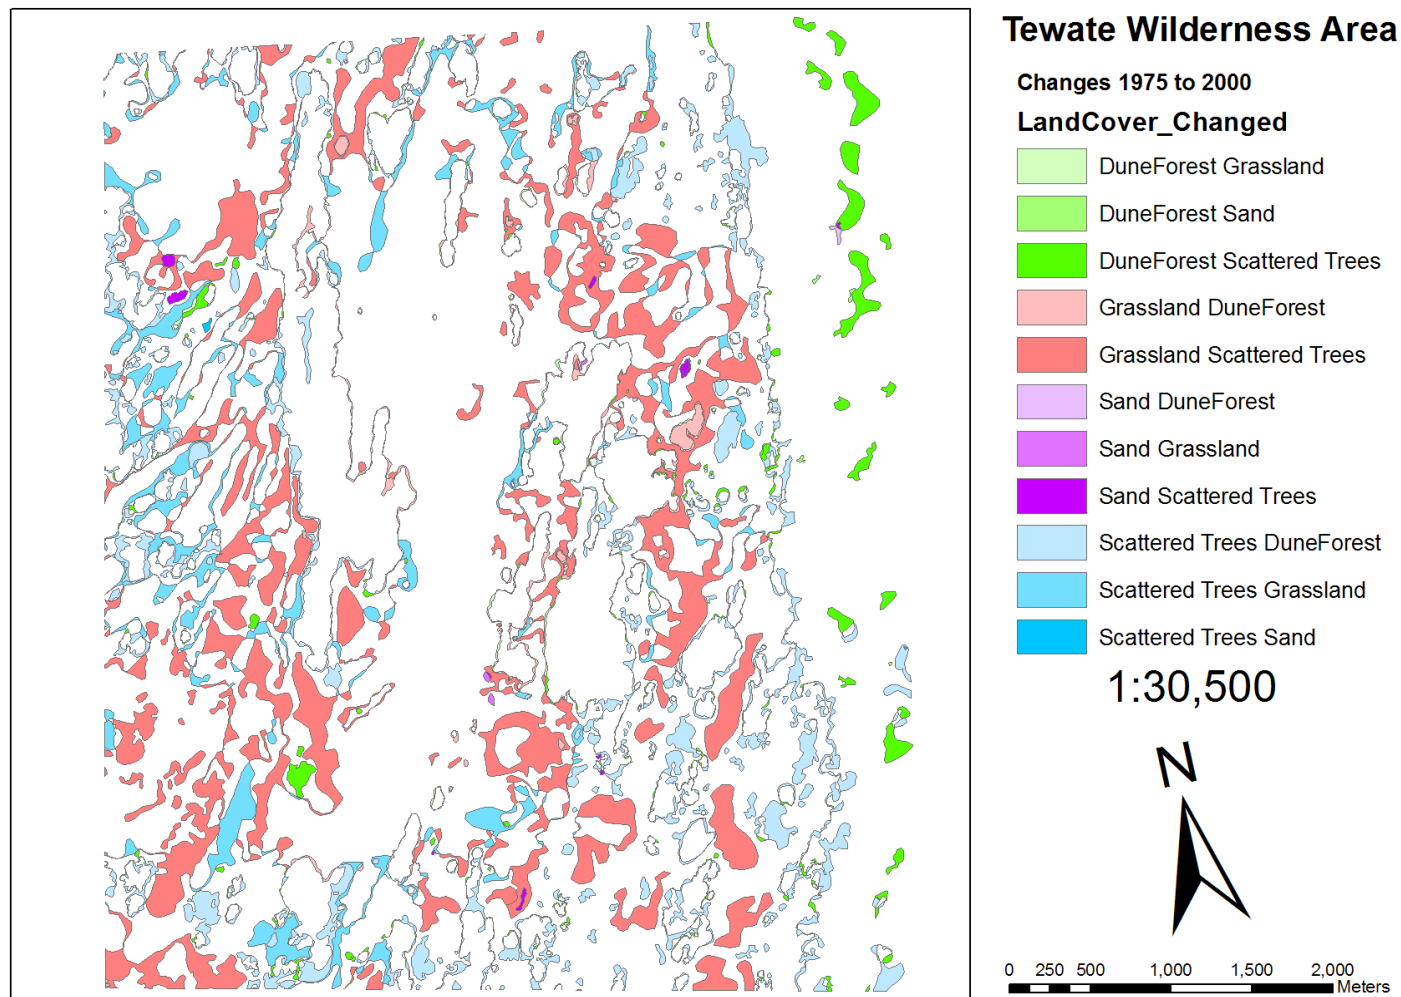 Tewate Wilderness Area
Changes 1975 to 2000
LandCover_Changed
DuneForest Grassland
DuneForest Sand
DuneForest Scattered Trees
Grassland DuneForest
Grassland Scattered Trees
Sand DuneForest
Sand Grassland
Sand Scattered Trees
Scattered Trees DuneForest
Scattered Trees Grassland
Scattered Trees Sand
1:30,500
N
0 250 500 1,000 1,500 2,000
Meters